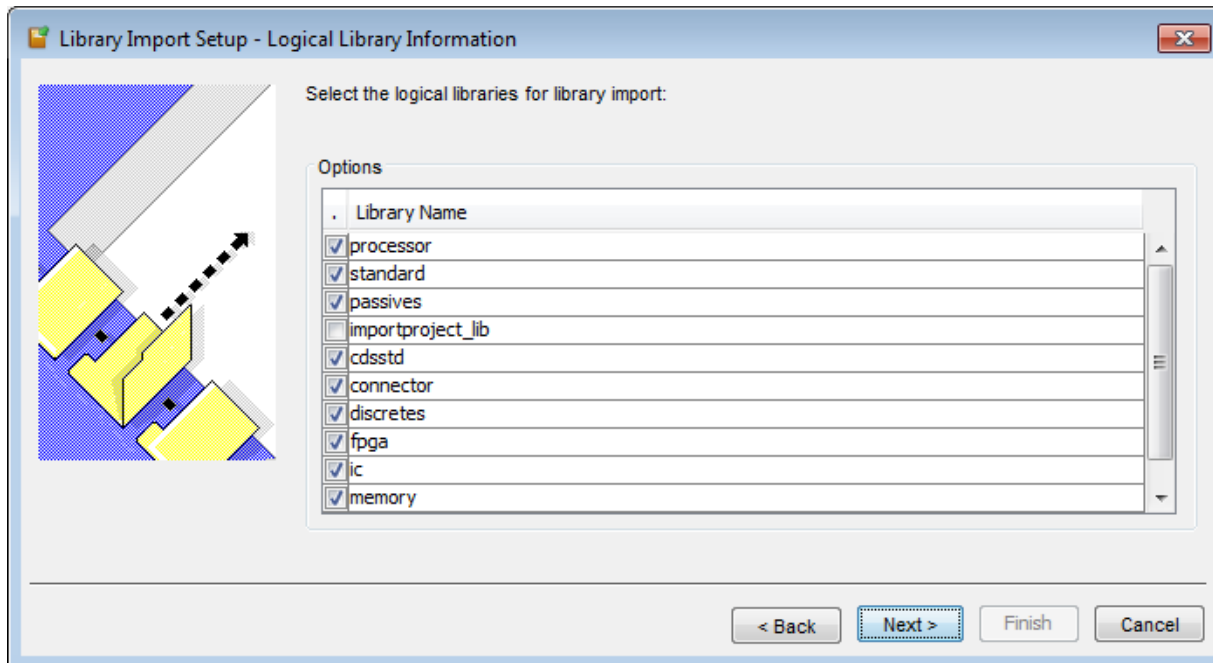 Library Import Setup - Logical Library Information
Select the logical libraries for library import:
Options
. Library Name
processor
standard
passives
importproject_lib
cdsstd
connector
discretes
fpga
ic
memory
< Back Next > Finish Cancel